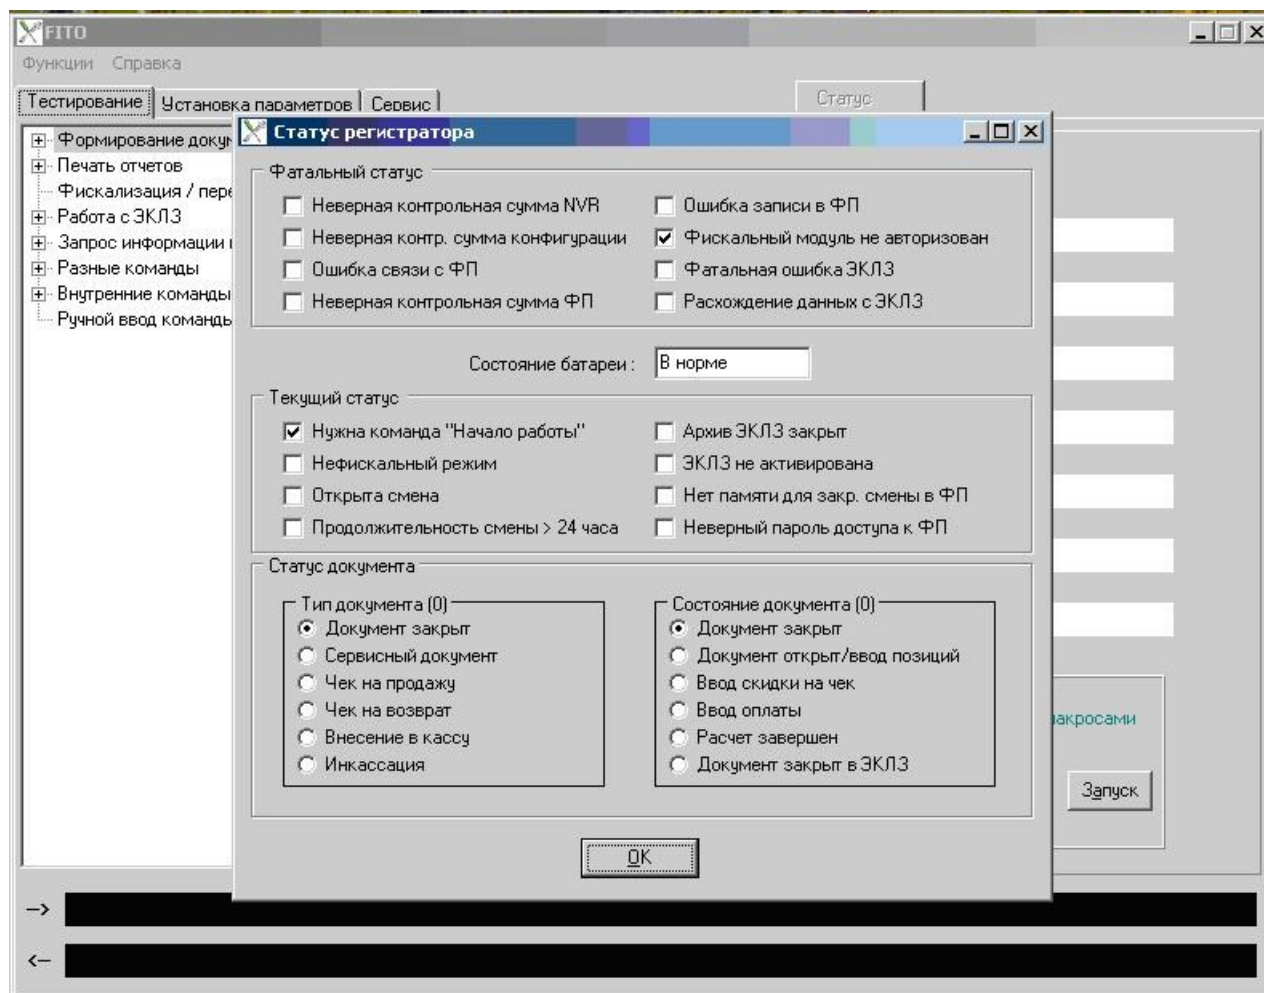 FITO
Функции Справка
Тестирование Установка параметров Сервис Статус
Статус регистратора
Формирование доку
Печать отчетов
Фискализация / пере
Работа с ЭКЛЗ
Запрос информации
Разные команды
Внутренние команды
Ручной ввод команды
Фатальный статус
Неверная контрольная сумма NVR
Ошибка записи в ФП
Неверная контр. сумма конфигурации
Фискальный модуль не авторизован
Ошибка связи с ФП
Фатальная ошибка ЭКЛЗ
Неверная контрольная сумма ФП
Расхождение данных с ЭКЛЗ
Состояние батареи : В норме
Текущий статус
Нужна команда "Начало работы"
Архив ЭКЛЗ закрыт
Нефискальный режим
ЭКЛЗ не активирована
Открыта смена
Нет памяти для закр. смены в ФП
Продолжительность смены > 24 часа
Неверный пароль доступа к ФП
Статус документа
Тип документа (0)
Документ закрыт
Сервисный документ
Чек на продажу
Чек на возврат
Внесение в кассу
Инкассация
Состояние документа (0)
Документ закрыт
Документ открыт/ввод позиций
Ввод скидки на чек
Ввод оплаты
Расчет завершен
Документ закрыт в ЭКЛЗ
акросами
Запуск
OK
-->
<--